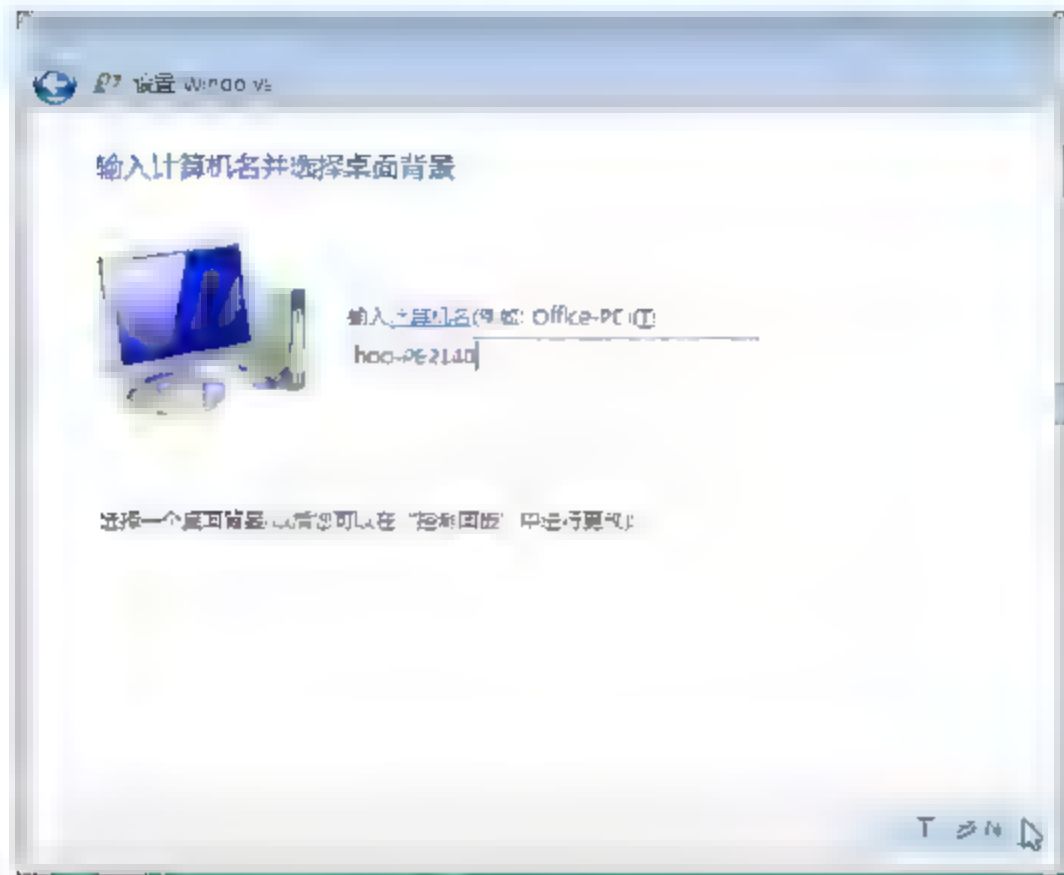 设置 Windows
输入计算机名并选择桌面背景
输入计算机名(例如: Office-PC)(T):
选择一个桌面背景(以后您可以在“控制面板”中进行更改):